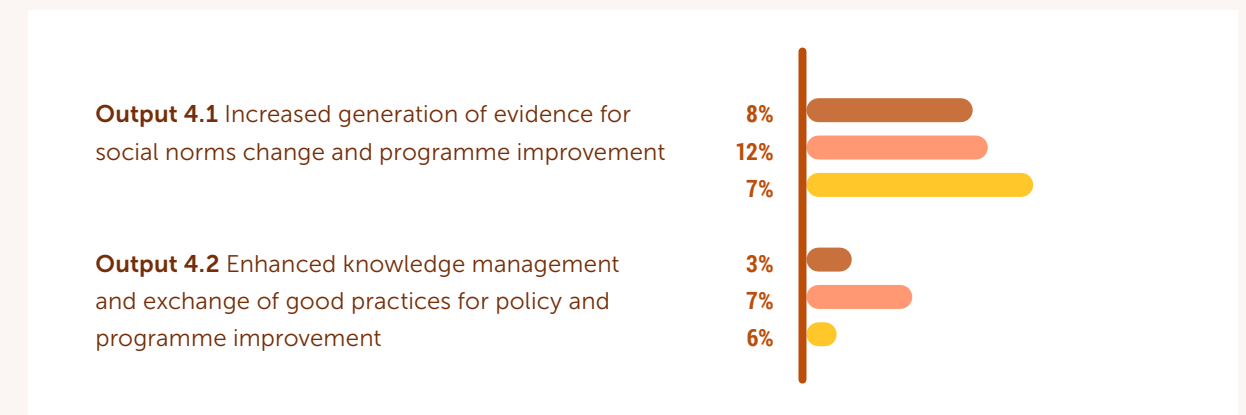 Output 4.1 Increased generation of evidence for
social norms change and programme improvement
8%
12%
7%
Output 4.2 Enhanced knowledge management
and exchange of good practices for policy and
programme improvement
3%
7%
6%